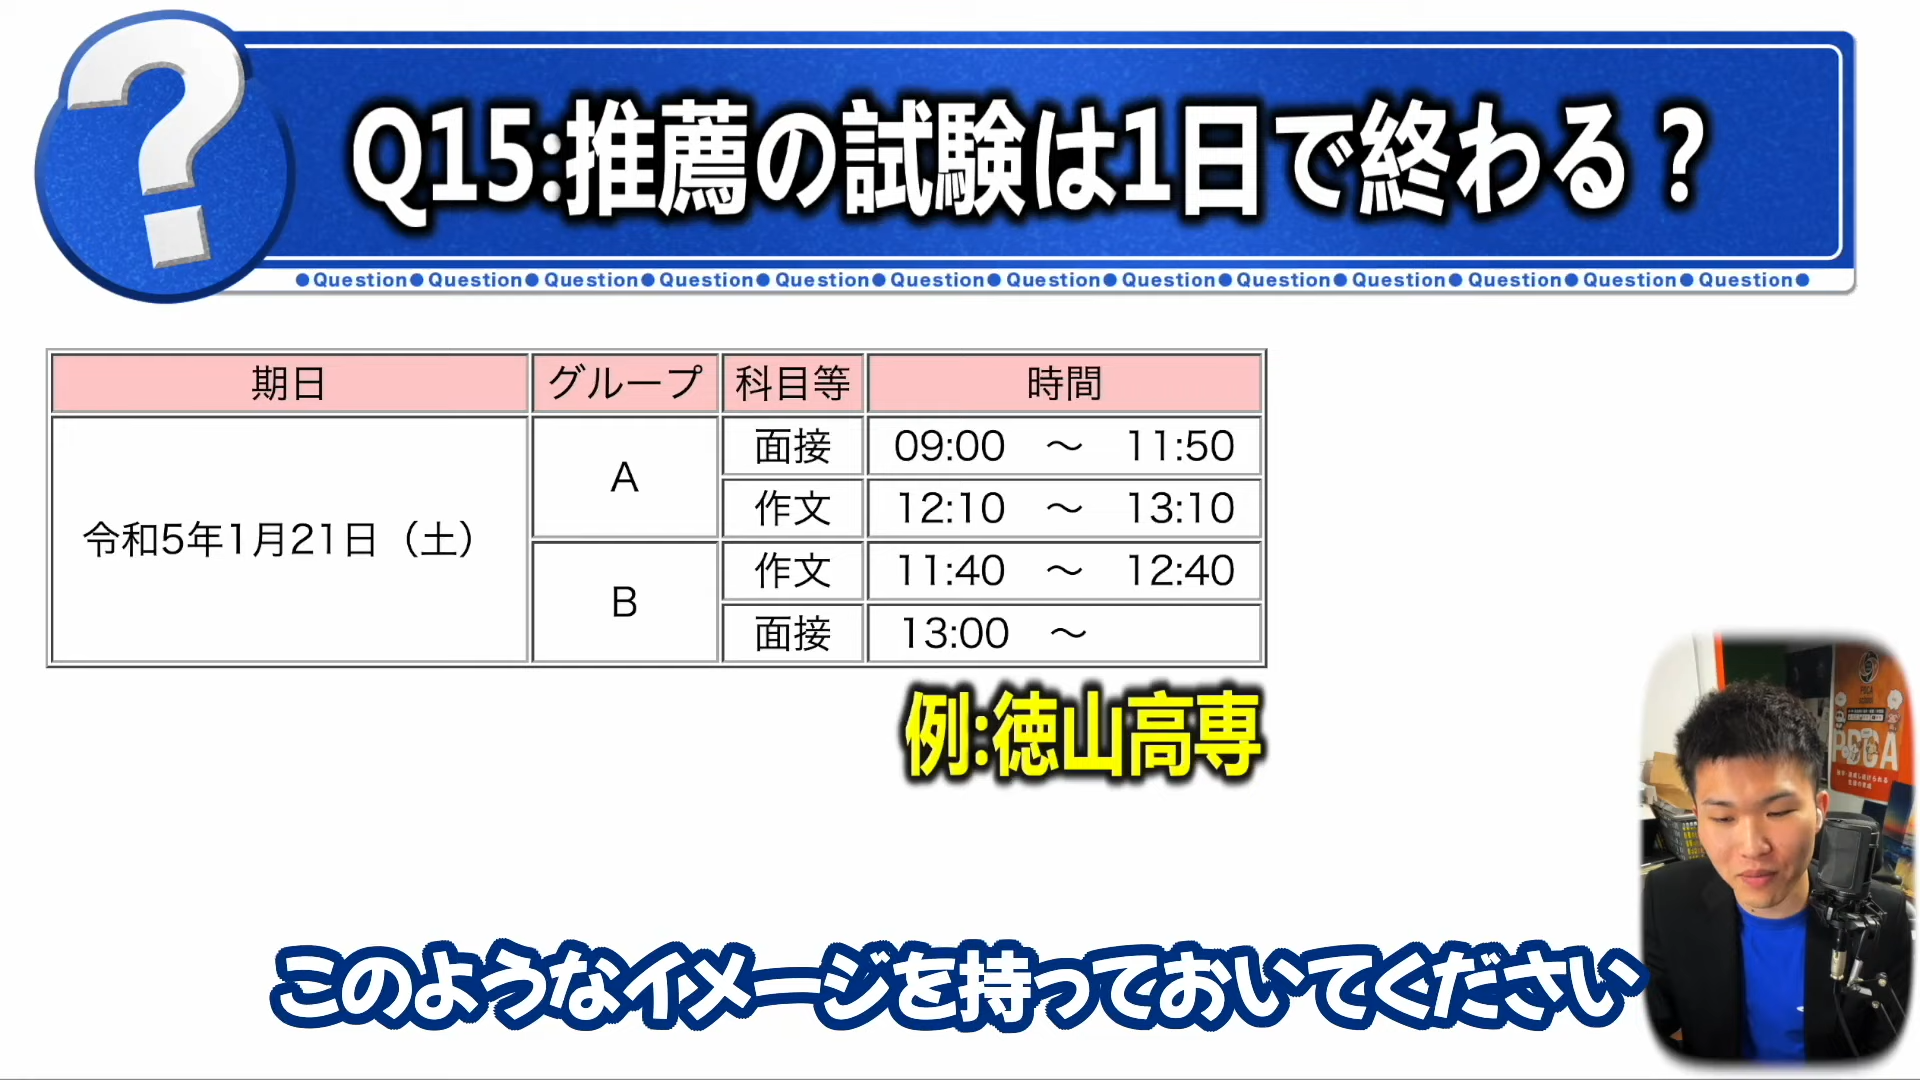 Q15:推薦の試験は1日で終わる?
●Question●Question●Question●Question●Question●Question●Question●Question●Question●Question●Question●Question●Question●
期日 グループ 科目等 時間
令和5年1月21日（土）
A
面接 09:00 ～ 11:50
作文 12:10 ～ 13:10
B
作文 11:40 ～ 12:40
面接 13:00 ～
例:徳山高専
PECA
このようなイメージを持っておいてください